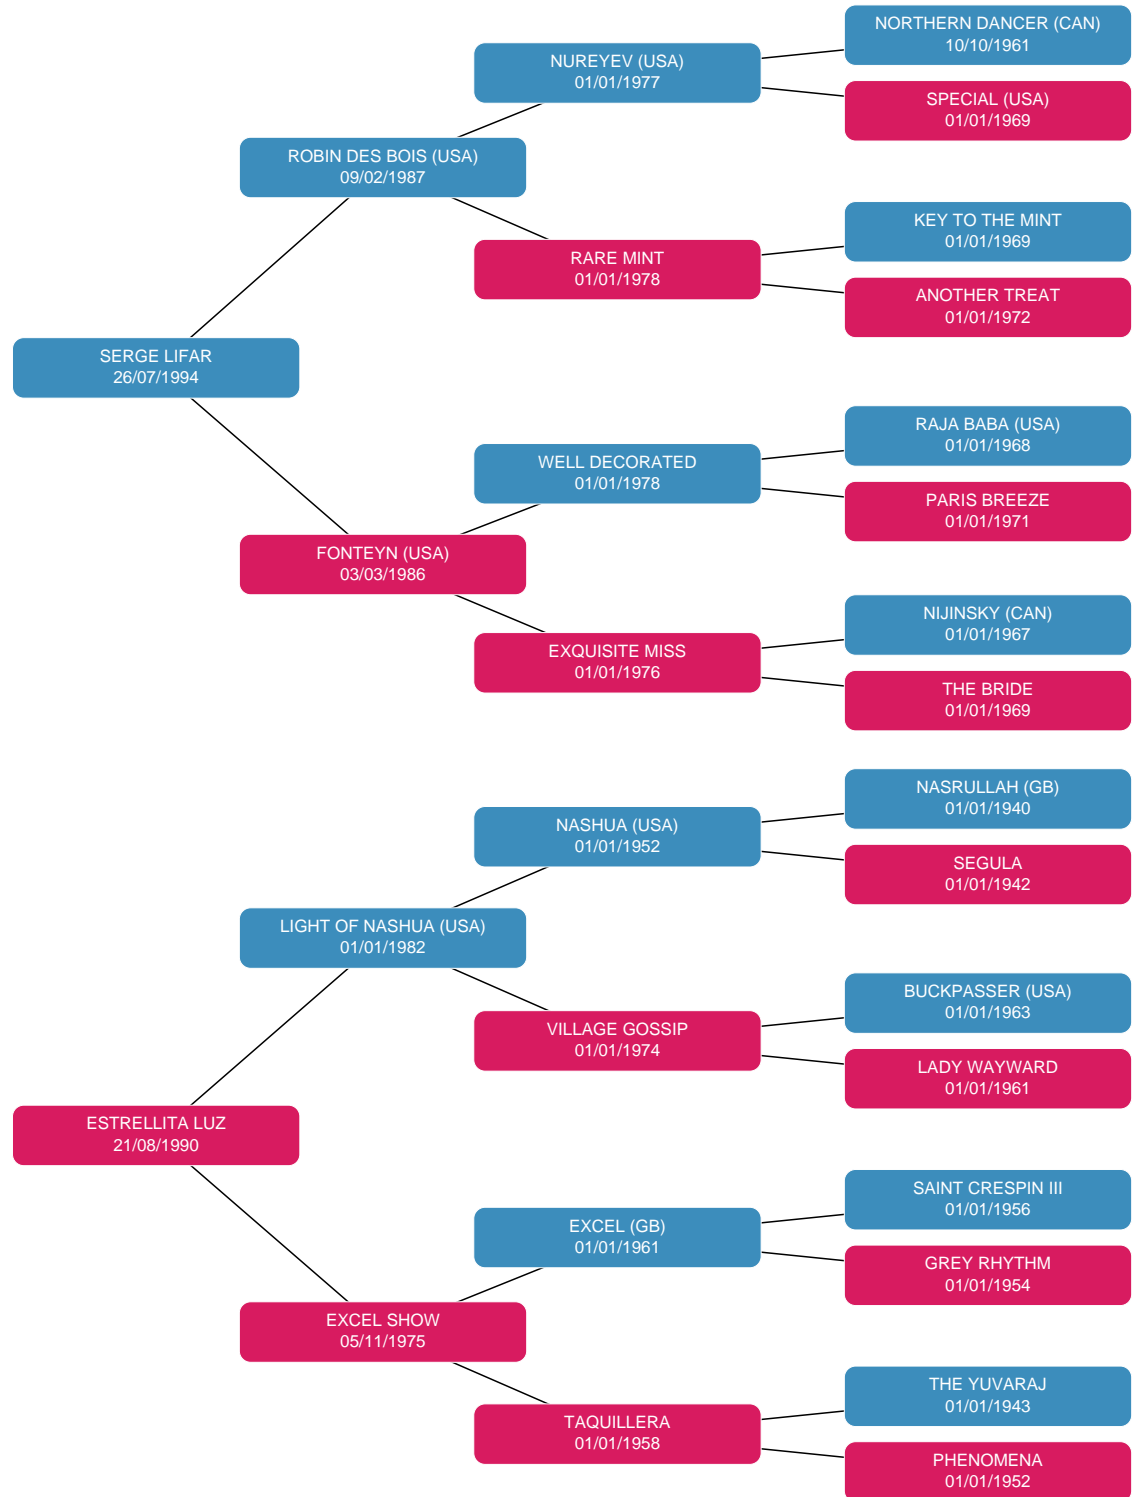 NORTHERN DANCER (CAN)
10/10/1961
NUREYEV (USA)
01/01/1977
SPECIAL (USA)
01/01/1969
ROBIN DES BOIS (USA)
09/02/1987
KEY TO THE MINT
01/01/1969
RARE MINT
01/01/1978
ANOTHER TREAT
01/01/1972
SERGE LIFAR
26/07/1994
RAJA BABA (USA)
01/01/1968
WELL DECORATED
01/01/1978
PARIS BREEZE
01/01/1971
FONTEYN (USA)
03/03/1986
NIJINSKY (CAN)
01/01/1967
EXQUISITE MISS
01/01/1976
THE BRIDE
01/01/1969
NASRULLAH (GB)
01/01/1940
NASHUA (USA)
01/01/1952
SEGULA
01/01/1942
LIGHT OF NASHUA (USA)
01/01/1982
BUCKPASSER (USA)
01/01/1963
VILLAGE GOSSIP
01/01/1974
LADY WAYWARD
01/01/1961
ESTRELLITA LUZ
21/08/1990
SAINT CRESPIN III
01/01/1956
EXCEL (GB)
01/01/1961
GREY RHYTHM
01/01/1954
EXCEL SHOW
05/11/1975
THE YUVARAJ
01/01/1943
TAQUILLERA
01/01/1958
PHENOMENA
01/01/1952